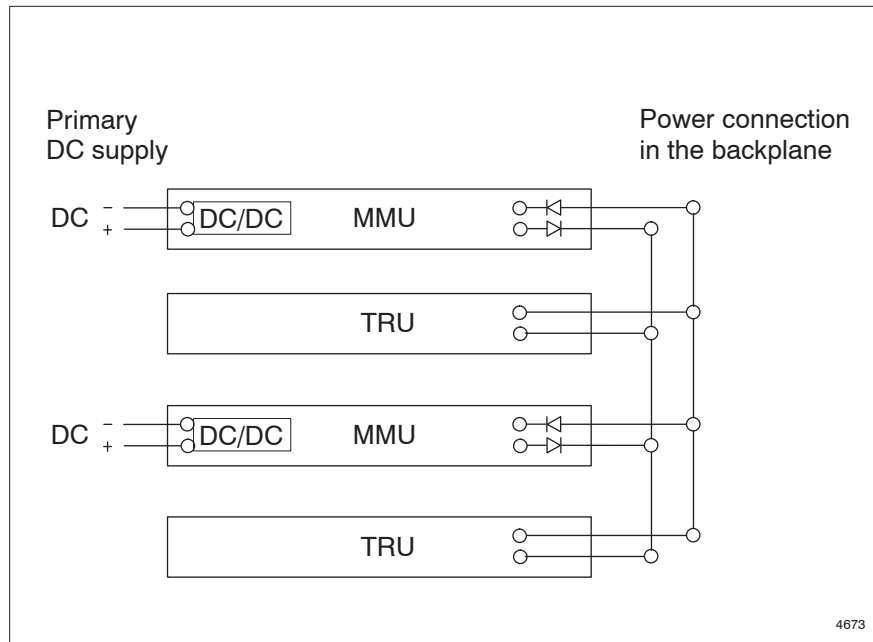 Primary
DC supply
Power connection
in the backplane
DC
−
+
DC/DC
MMU
TRU
DC
−
+
DC/DC
MMU
TRU
4673